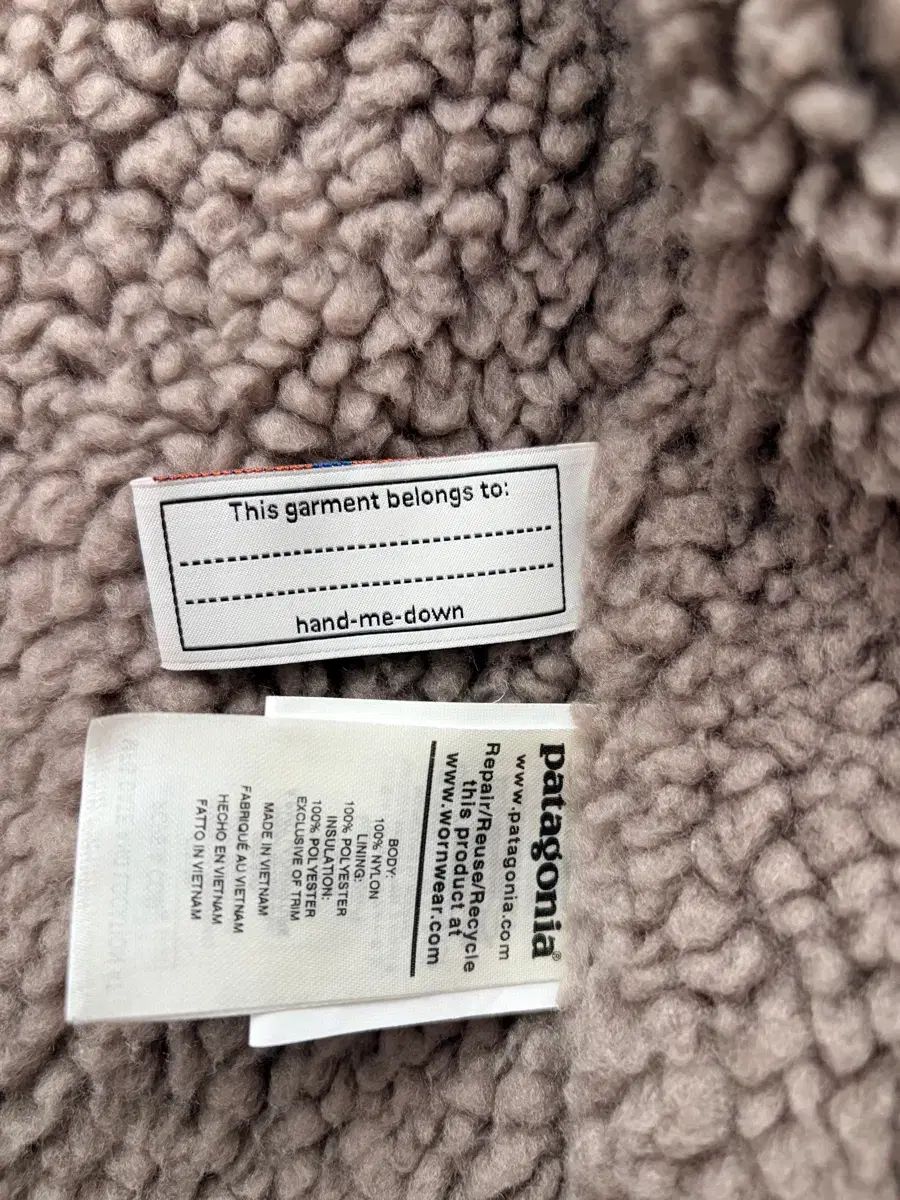 This garment belongs to:
hand-me-down
patagonia®
www.patagonia.com
Repair/Reuse/Recycle
this product at
www.wornwear.com
BODY:
100% NYLON
LINING:
100% POLYESTER
INSULATION:
100% POLYESTER
EXCLUSIVE OF TRIM
MADE IN VIETNAM
FABRIQUÉ AU VIETNAM
HECHO EN VIETNAM
FATTO IN VIETNAM